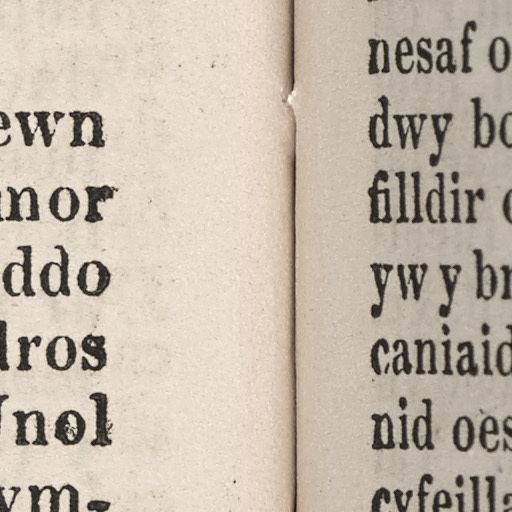 ewn
nor
ddo
dros
Unol
ym-
nesaf o
dwy bo
filldir
yw y br
caniaid
nid oes
cyfeilla